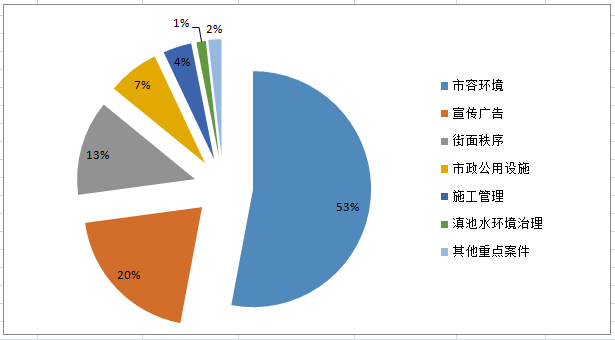 1%
2%
4%
7%
13%
20%
53%
市容环境
宣传广告
街面秩序
市政公用设施
施工管理
滇池水环境治理
其他重点案件